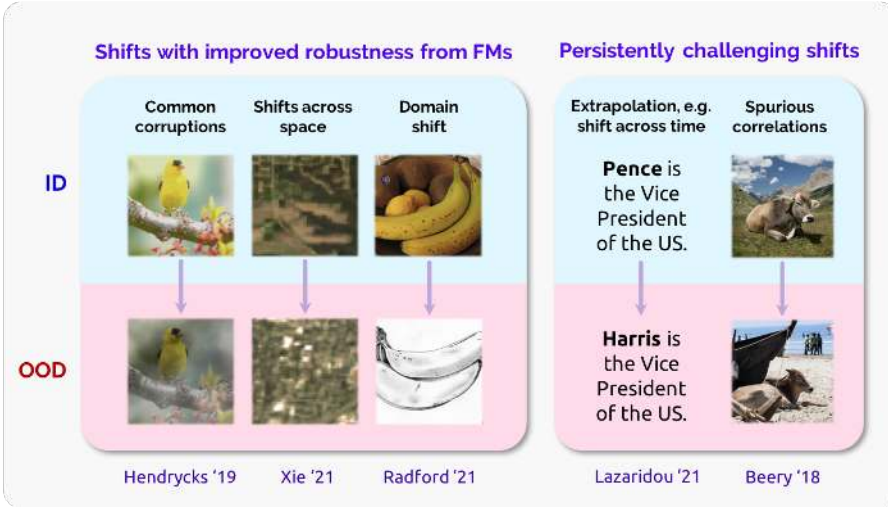 Shifts with improved robustness from FMs
Persistently challenging shifts
Common
corruptions
Shifts across
space
Domain
shift
Extrapolation, e.g.
shift across time
Spurious
correlations
ID
Pence is
the Vice
President
of the US.
OOD
Harris is
the Vice
President
of the US.
Hendrycks ‘19
Xie ‘21
Radford ‘21
Lazaridou ‘21
Beery ‘18